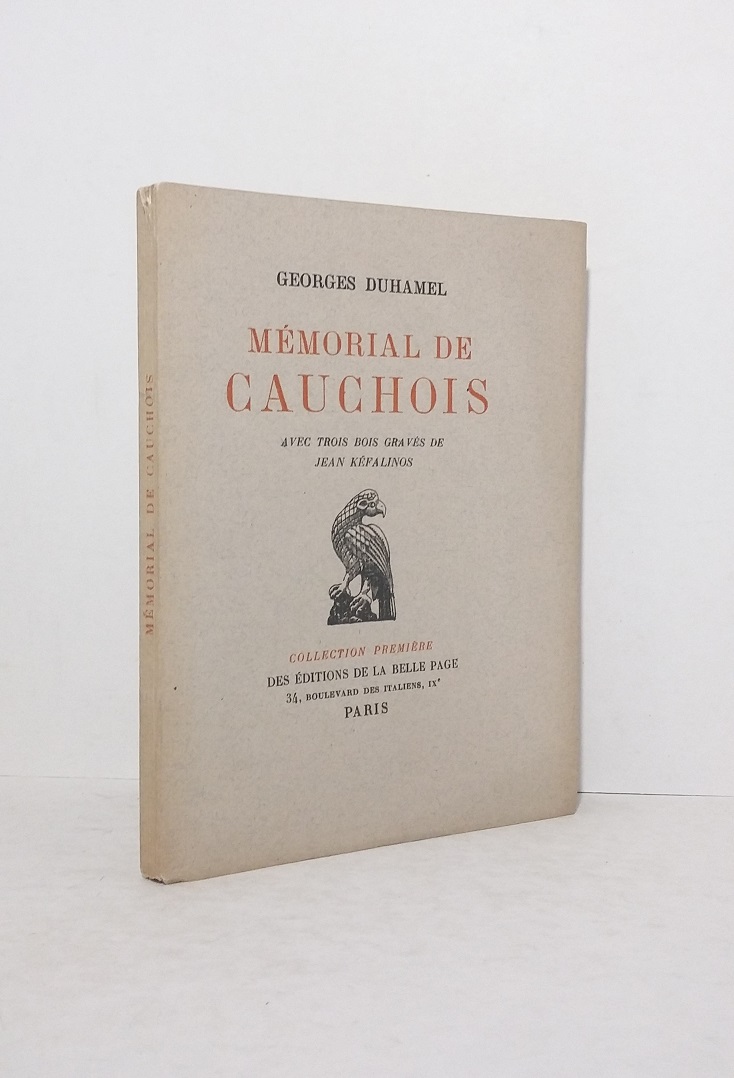 GEORGES DUHAMEL
MÉMORIAL DE
CAUCHOIS
AVEC TROIS BOIS GRAVÉS DE
JEAN KÉFALINOS
COLLECTION PREMIÈRE
DES ÉDITIONS DE LA BELLE PAGE
34, BOULEVARD DES ITALIENS, IXᵉ
PARIS
MÉMORIAL DE CAUCHOIS